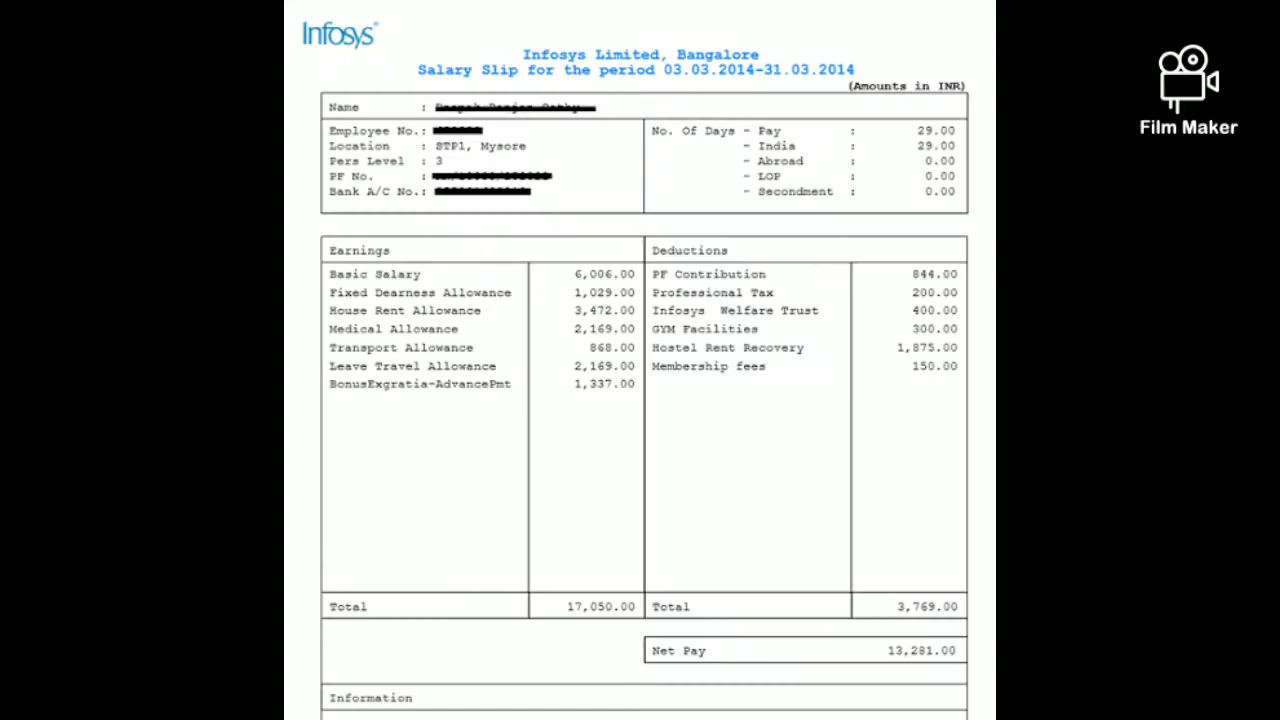 Infosys®
Infosys Limited, Bangalore
Salary Slip for the period 03.03.2014-31.03.2014
(Amounts in INR)
Name :
Employee No.:
Location : STP1, Mysore
Pers Level : 3
PF No. :
Bank A/C No.:
No. Of Days - Pay : 29.00
- India : 29.00
- Abroad : 0.00
- LOP : 0.00
- Secondment : 0.00
Earnings Deductions
Basic Salary 6,006.00 PF Contribution 844.00
Fixed Dearness Allowance 1,029.00 Professional Tax 200.00
House Rent Allowance 3,472.00 Infosys Welfare Trust 400.00
Medical Allowance 2,169.00 GYM Facilities 300.00
Transport Allowance 868.00 Hostel Rent Recovery 1,875.00
Leave Travel Allowance 2,169.00 Membership fees 150.00
BonusExgratia-AdvancePmt 1,337.00
Total 17,050.00 Total 3,769.00
Net Pay 13,281.00
Information
Film Maker